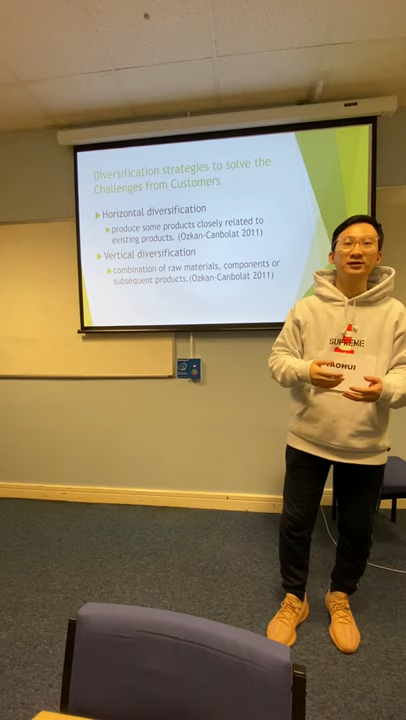 Diversification strategies to solve the
Challenges from Customers
Horizontal diversification
produce some products closely related to
existing products. (Ozkan-Canbolat 2011)
Vertical diversification
combination of raw materials, components or
subsequent products.(Ozkan-Canbolat 2011)
SUPREME
YAOHUI